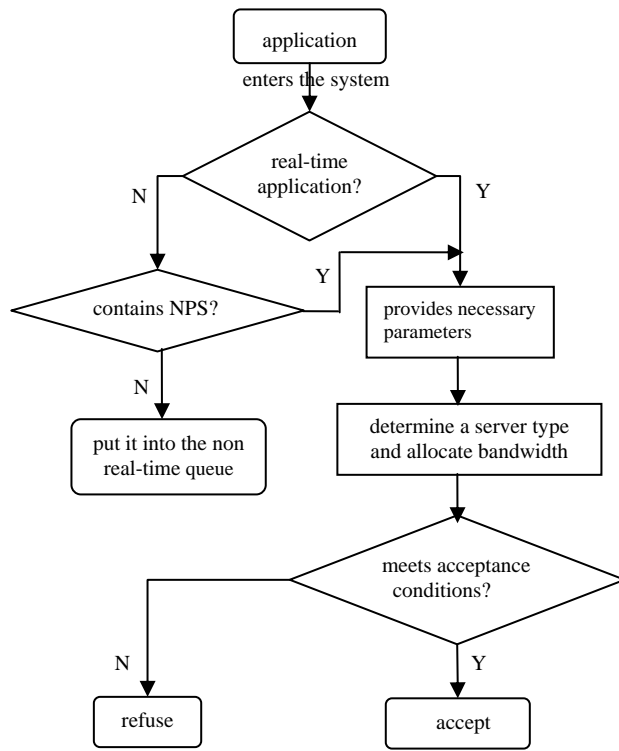 application
enters the system
real-time
application?
N
Y
contains NPS?
Y
provides necessary
parameters
N
put it into the non
real-time queue
determine a server type
and allocate bandwidth
meets acceptance
conditions?
N
Y
refuse
accept